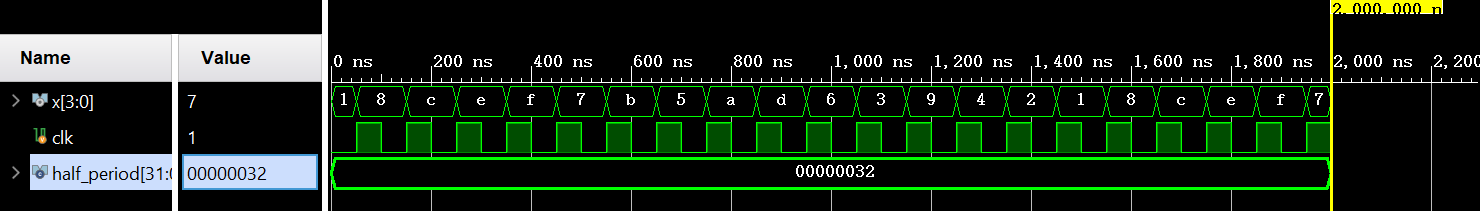 2,000.000 n
Name Value
0 ns 200 ns 400 ns 600 ns 800 ns 1,000 ns 1,200 ns 1,400 ns 1,600 ns 1,800 ns 2,000 ns 2,200
x[3:0] 7 1 8 c e f 7 b 5 a d 6 3 9 4 2 1 8 c e f 7
clk 1
half_period[31:0 00000032 00000032